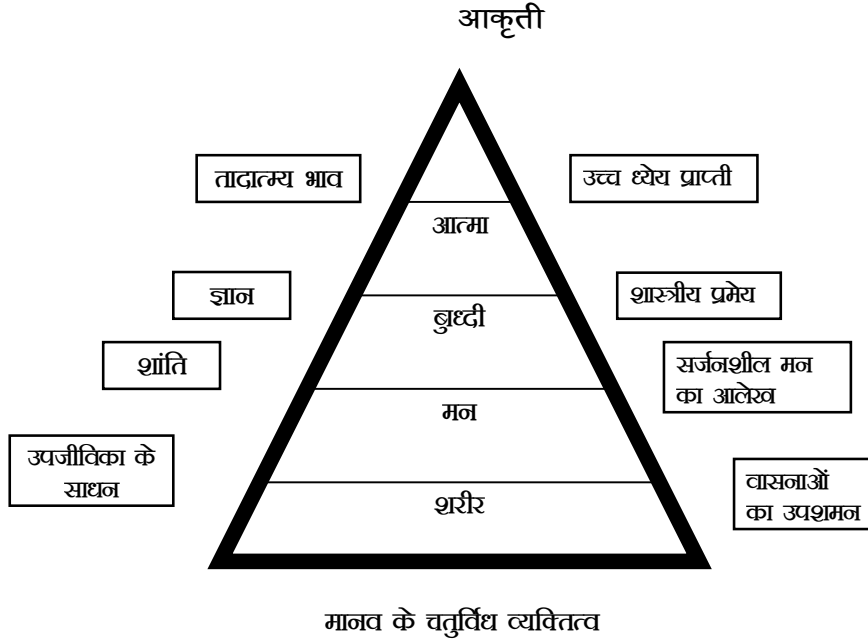 आकृती
तादात्म्य भाव
उच्च ध्येय प्राप्ती
आत्मा
ज्ञान
शास्त्रीय प्रमेय
बुध्दी
शांति
सर्जनशील मन
का आलेख
मन
उपजीविका के
साधन
वासनाओं
का उपशमन
शरीर
मानव के चतुर्विध व्यक्तित्व